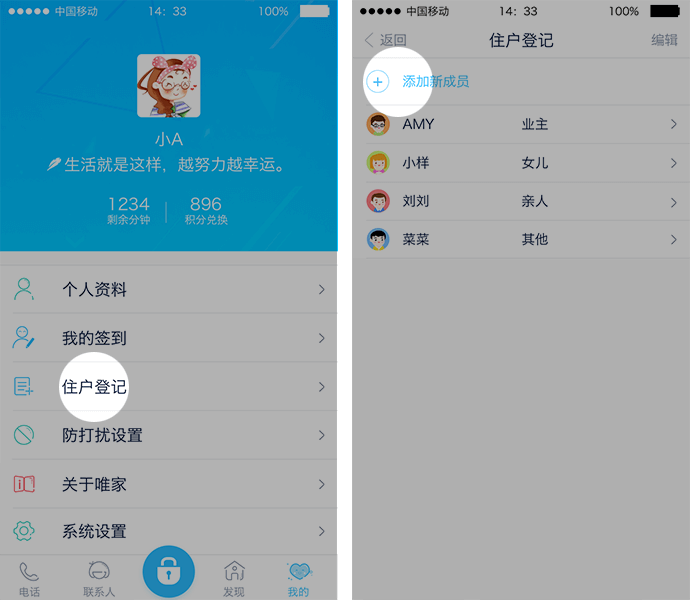 中国移动 14：33 100%
小A
生活就是这样，越努力越幸运。
1234 896
剩余分钟 积分兑换
个人资料
我的签到
住户登记
防打扰设置
关于唯家
系统设置
电话 联系人 发现 我的
中国移动 14：33 100%
返回 住户登记 编辑
添加新成员
AMY 业主
小样 女儿
刘刘 亲人
菜菜 其他